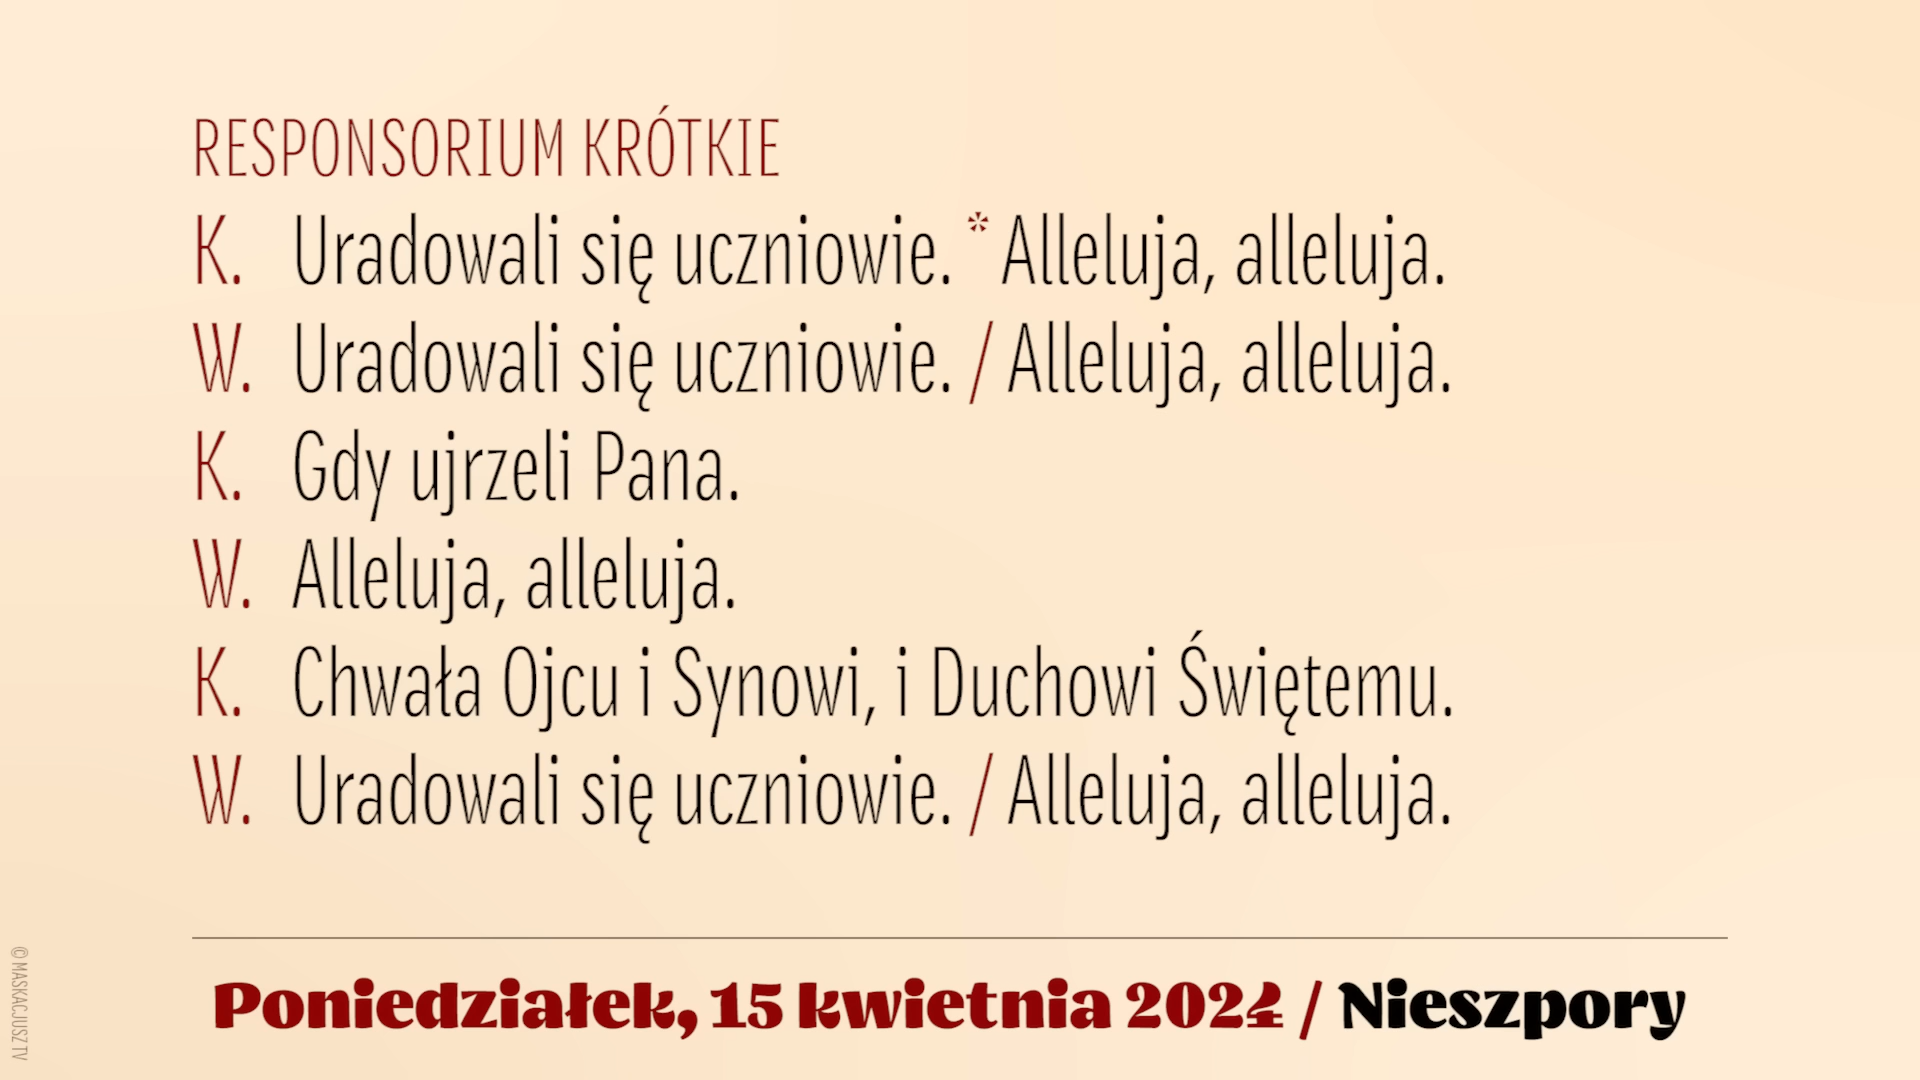 RESPONSORIUM KRÓTKIE
K. Uradowali się uczniowie. * Alleluja, alleluja.
W. Uradowali się uczniowie. / Alleluja, alleluja.
K. Gdy ujrzeli Pana.
W. Alleluja, alleluja.
K. Chwała Ojcu i Synowi, i Duchowi Świętemu.
W. Uradowali się uczniowie. / Alleluja, alleluja.
Poniedziałek, 15 kwietnia 2024 / Nieszpory
© MASKACJUSZ TV